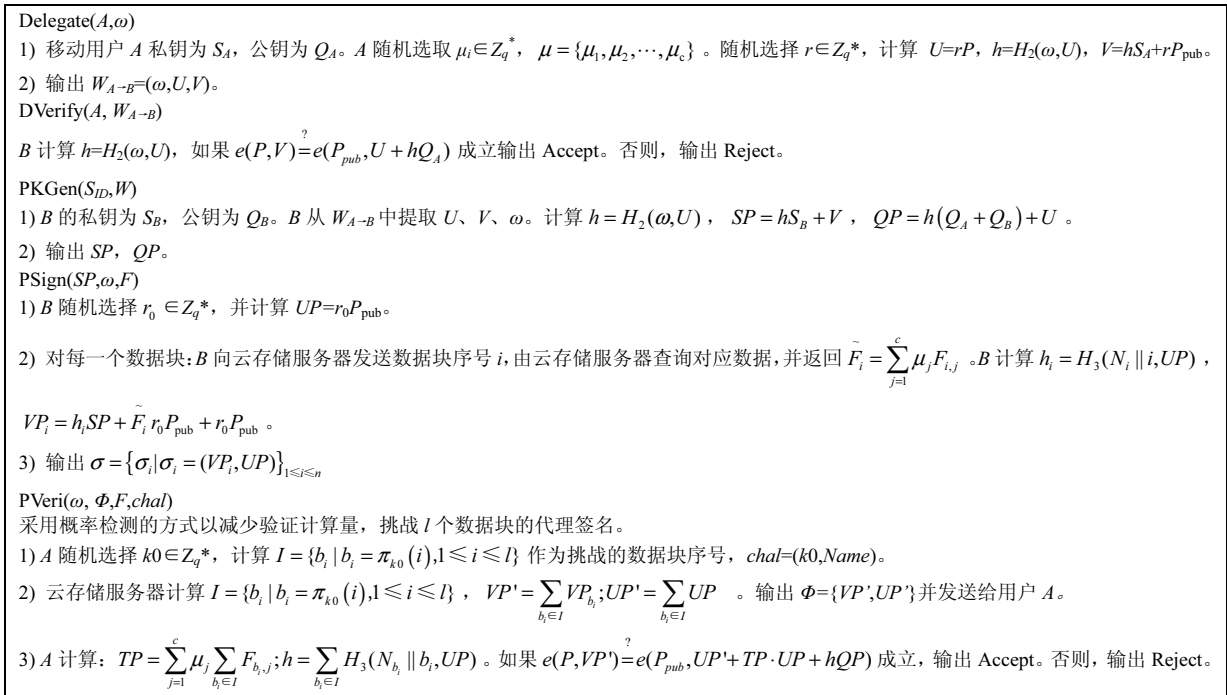 Delegate(A,ω)
1) 移动用户 A 私钥为 S_A，公钥为 Q_A。A 随机选取 μ_i∈Z_q^*， μ={μ_1,μ_2,⋯,μ_c} 。随机选择 r∈Z_q*，计算 U=rP，h=H_2(ω,U)，V=hS_A+rP_pub。
2) 输出 W_{A→B}=(ω,U,V)。
DVerify(A, W_{A→B})
B 计算 h=H_2(ω,U)，如果 e(P,V)≟e(P_pub,U+hQ_A) 成立输出 Accept。否则，输出 Reject。
PKGen(S_ID,W)
1) B 的私钥为 S_B，公钥为 Q_B。B 从 W_{A→B} 中提取 U、V、ω。计算 h=H_2(ω,U) ， SP=hS_B+V ， QP=h(Q_A+Q_B)+U 。
2) 输出 SP，QP。
PSign(SP,ω,F)
1) B 随机选择 r_0∈Z_q*，并计算 UP=r_0P_pub。
2) 对每一个数据块：B 向云存储服务器发送数据块序号 i，由云存储服务器查询对应数据，并返回 F̃_i=∑_{j=1}^{c} μ_jF_{i,j} 。B 计算 h_i=H_3(N_i||i,UP) ，
VP_i=h_iSP+F̃_i r_0P_pub+r_0P_pub 。
3) 输出 σ={σ_i|σ_i=(VP_i,UP)}_{1≤i≤n}
PVeri(ω, Φ,F,chal)
采用概率检测的方式以减少验证计算量，挑战 l 个数据块的代理签名。
1) A 随机选择 k0∈Z_q*，计算 I={b_i|b_i=π_{k0}(i),1≤i≤l} 作为挑战的数据块序号，chal=(k0,Name)。
2) 云存储服务器计算 I={b_i|b_i=π_{k0}(i),1≤i≤l} ， VP'=∑_{b_i∈I}VP_{b_i};UP'=∑_{b_i∈I}UP 。输出 Φ={VP',UP'}并发送给用户 A。
3) A 计算：TP=∑_{j=1}^{c} μ_j∑_{b_i∈I}F_{b_i,j};h=∑_{b_i∈I}H_3(N_{b_i}||b_i,UP) 。如果 e(P,VP')≟e(P_pub,UP'+TP·UP+hQP) 成立，输出 Accept。否则，输出 Reject。